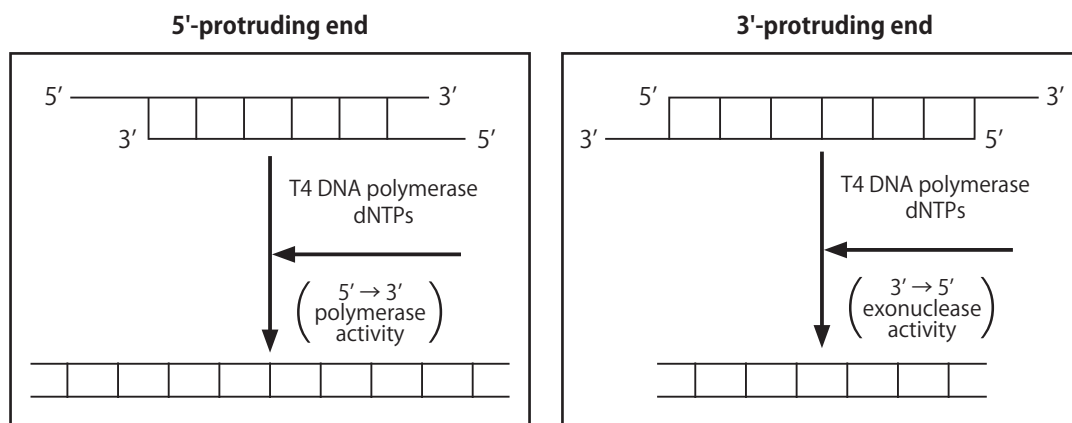 5'-protruding end
5’
3’
3’
5’
T4 DNA polymerase
dNTPs
( 5’ → 3’
polymerase
activity )
3'-protruding end
5’
3’
3’
5’
T4 DNA polymerase
dNTPs
( 3’ → 5’
exonuclease
activity )